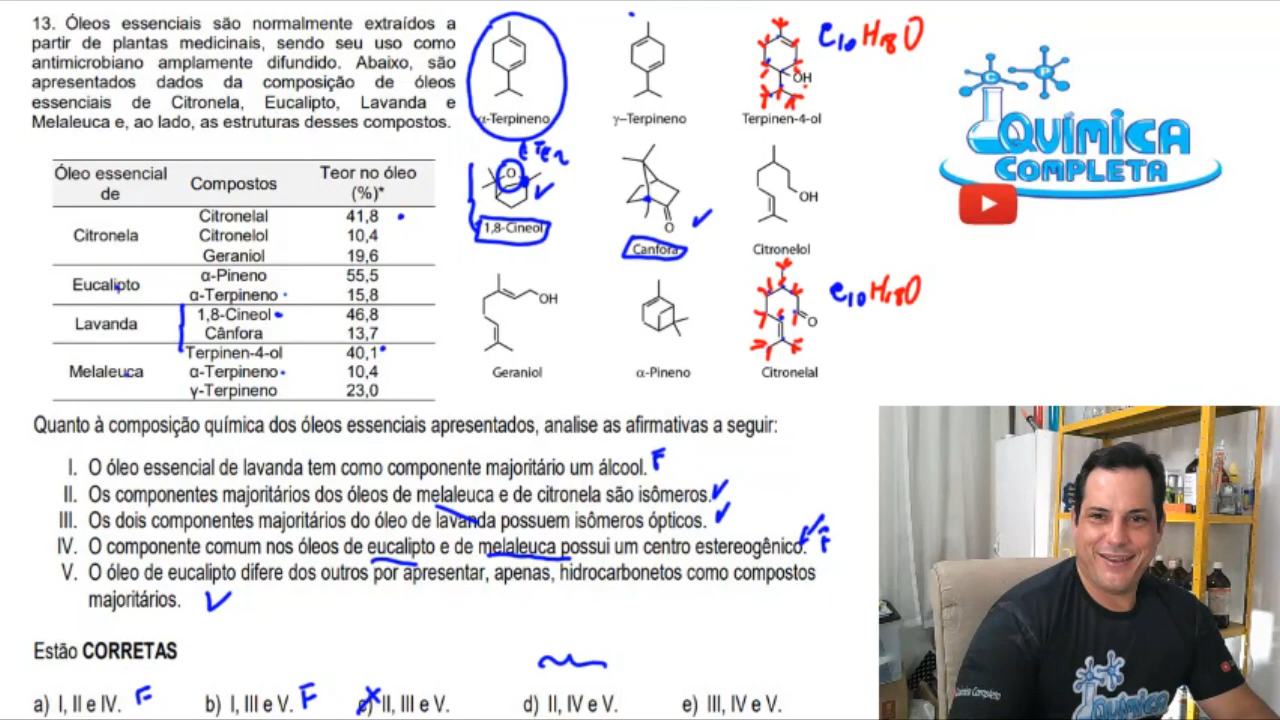 13. Óleos essenciais são normalmente extraídos a
partir de plantas medicinais, sendo seu uso como
antimicrobiano amplamente difundido. Abaixo, são
apresentados dados da composição de óleos
essenciais de Citronela, Eucalipto, Lavanda e
Melaleuca e, ao lado, as estruturas desses compostos.
Óleo essencial de Compostos Teor no óleo (%)*
Citronela
Citronelal 41,8
Citronelol 10,4
Geraniol 19,6
Eucalipto
α-Pineno 55,5
α-Terpineno 15,8
Lavanda
1,8-Cineol 46,8
Cânfora 13,7
Melaleuca
Terpinen-4-ol 40,1
α-Terpineno 10,4
γ-Terpineno 23,0
OH
C10H18O
α-Terpineno γ–Terpineno Terpinen-4-ol
O
O
OH
1,8-Cineol Canfora Citronelol
OH
O
C10H18O
Geraniol α-Pineno Citronelal
QUÍMICA
COMPLETA
C P
Quanto à composição química dos óleos essenciais apresentados, analise as afirmativas a seguir:
I. O óleo essencial de lavanda tem como componente majoritário um álcool. F
II. Os componentes majoritários dos óleos de melaleuca e de citronela são isômeros.
III. Os dois componentes majoritários do óleo de lavanda possuem isômeros ópticos.
IV. O componente comum nos óleos de eucalipto e de melaleuca possui um centro estereogênico. F
V. O óleo de eucalipto difere dos outros por apresentar, apenas, hidrocarbonetos como compostos
majoritários.
Estão CORRETAS
a) I, II e IV. F b) I, III e V. F c) II, III e V. d) II, IV e V. e) III, IV e V.
Química Completa
QUÍMICA